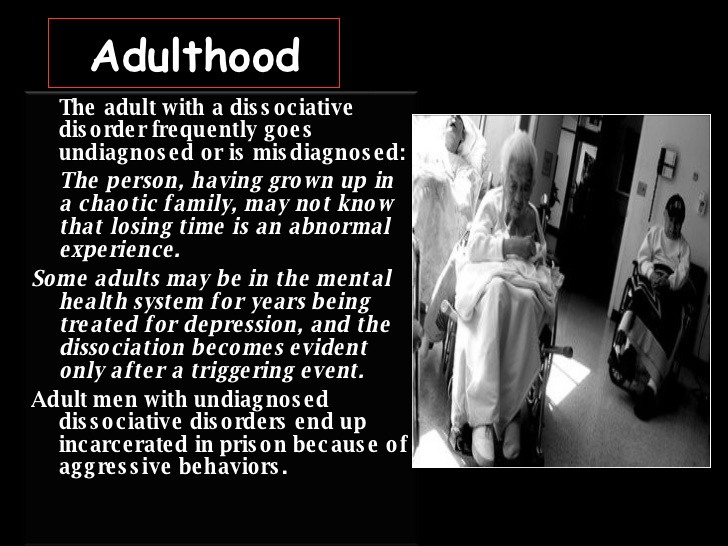 Adulthood
The adult with a dissociative
disorder frequently goes
undiagnosed or is misdiagnosed:
The person, having grown up in
a chaotic family, may not know
that losing time is an abnormal
experience.
Some adults may be in the mental
health system for years being
treated for depression, and the
dissociation becomes evident
only after a triggering event.
Adult men with undiagnosed
dissociative disorders end up
incarcerated in prison because of
aggressive behaviors.